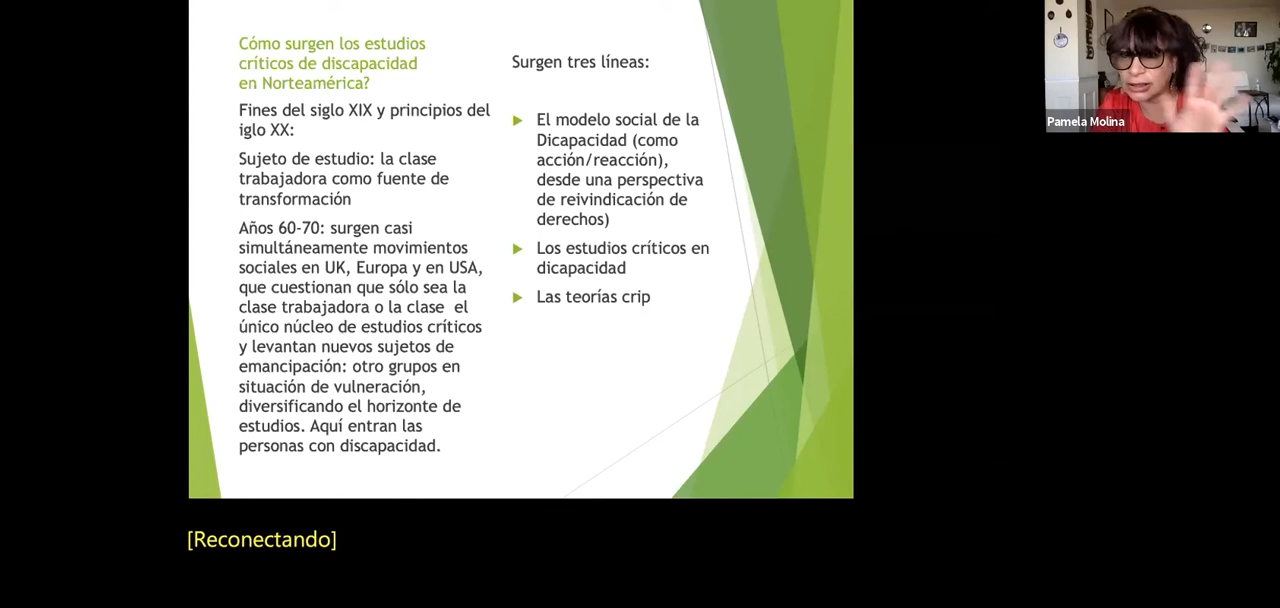 Cómo surgen los estudios
críticos de discapacidad
en Norteamérica?
Fines del siglo XIX y principios del
iglo XX:
Sujeto de estudio: la clase
trabajadora como fuente de
transformación
Años 60-70: surgen casi
simultáneamente movimientos
sociales en UK, Europa y en USA,
que cuestionan que sólo sea la
clase trabajadora o la clase  el
único núcleo de estudios críticos
y levantan nuevos sujetos de
emancipación: otro grupos en
situación de vulneración,
diversificando el horizonte de
estudios. Aquí entran las
personas con discapacidad.
Surgen tres líneas:
El modelo social de la
Dicapacidad (como
acción/reacción),
desde una perspectiva
de reivindicación de
derechos)
Los estudios críticos en
dicapacidad
Las teorías crip
Pamela Molina
[Reconectando]